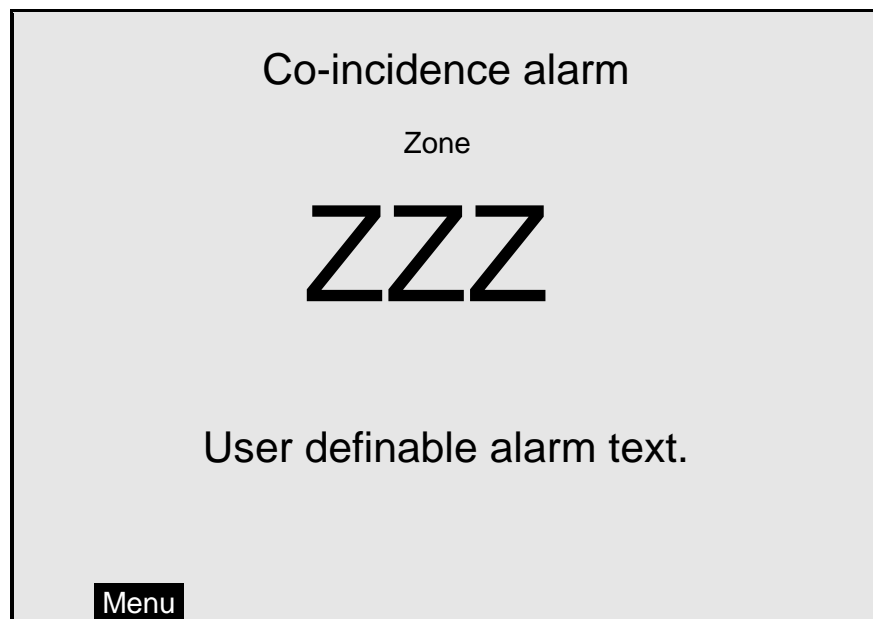 Co-incidence alarm
Zone
ZZZ
User definable alarm text.
Menu